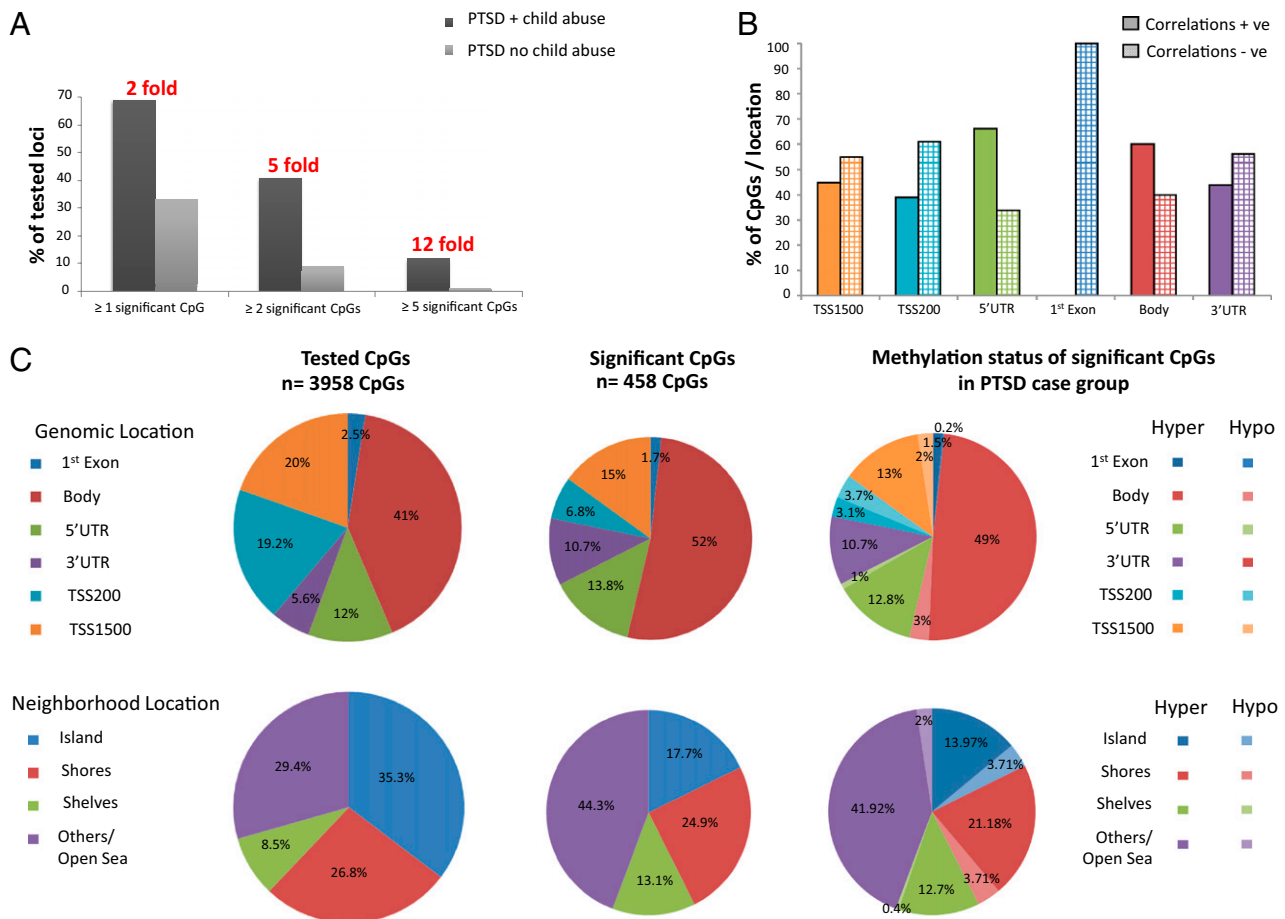 A
PTSD + child abuse
PTSD no child abuse
% of tested loci
70
60
50
40
30
20
10
0
2 fold
5 fold
12 fold
≥ 1 significant CpG
≥ 2 significant CpGs
≥ 5 significant CpGs
B
Correlations + ve
Correlations - ve
% of CpGs / location
100
90
80
70
60
50
40
30
20
10
0
TSS1500
TSS200
5'UTR
1st Exon
Body
3'UTR
C
Tested CpGs
n= 3958 CpGs
Significant CpGs
n= 458 CpGs
Methylation status of significant CpGs
in PTSD case group
Genomic Location
1st Exon
Body
5'UTR
3'UTR
TSS200
TSS1500
2.5%
41%
12%
5.6%
19.2%
20%
1.7%
52%
13.8%
10.7%
6.8%
15%
0.2%
1.5%
49%
3%
12.8%
1%
10.7%
3.1%
3.7%
13%
2%
Hyper
Hypo
1st Exon
Body
5'UTR
3'UTR
TSS200
TSS1500
Neighborhood Location
Island
Shores
Shelves
Others/
Open Sea
35.3%
26.8%
8.5%
29.4%
17.7%
24.9%
13.1%
44.3%
13.97%
3.71%
21.18%
3.71%
12.7%
0.4%
41.92%
2%
Hyper
Hypo
Island
Shores
Shelves
Others/
Open Sea